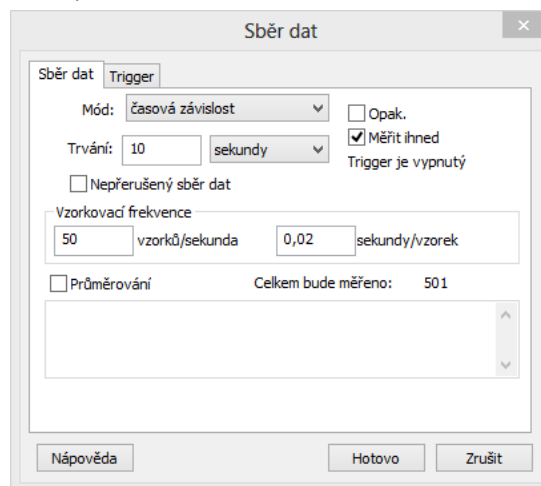 Sběr dat
Sběr dat Trigger
Mód: časová závislost Opak.
Měřit ihned
Trvání: 10 sekundy
Trigger je vypnutý
Nepřerušený sběr dat
Vzorkovací frekvence
50 vzorků/sekunda 0,02 sekundy/vzorek
Průměrování Celkem bude měřeno: 501
Nápověda Hotovo Zrušit